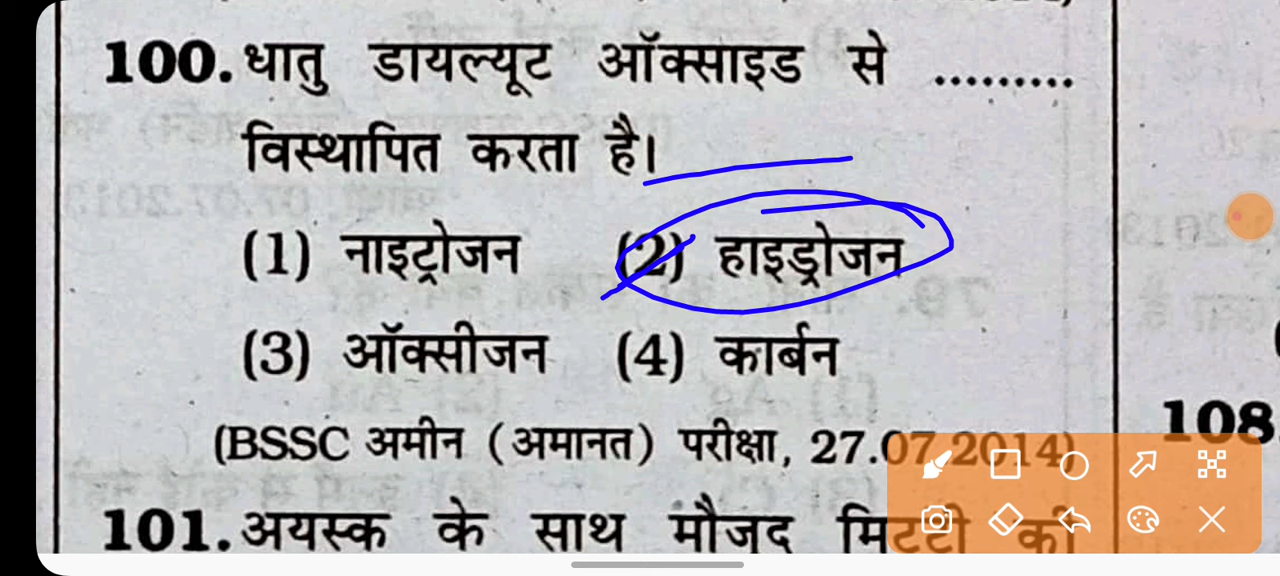 100. धातु डायल्यूट ऑक्साइड से .........
विस्थापित करता है।
(1) नाइट्रोजन (2) हाइड्रोजन
(3) ऑक्सीजन (4) कार्बन
(BSSC अमीन (अमानत) परीक्षा, 27.07.2014)
108.
101. अयस्क के साथ मौजूद मिट्टी की